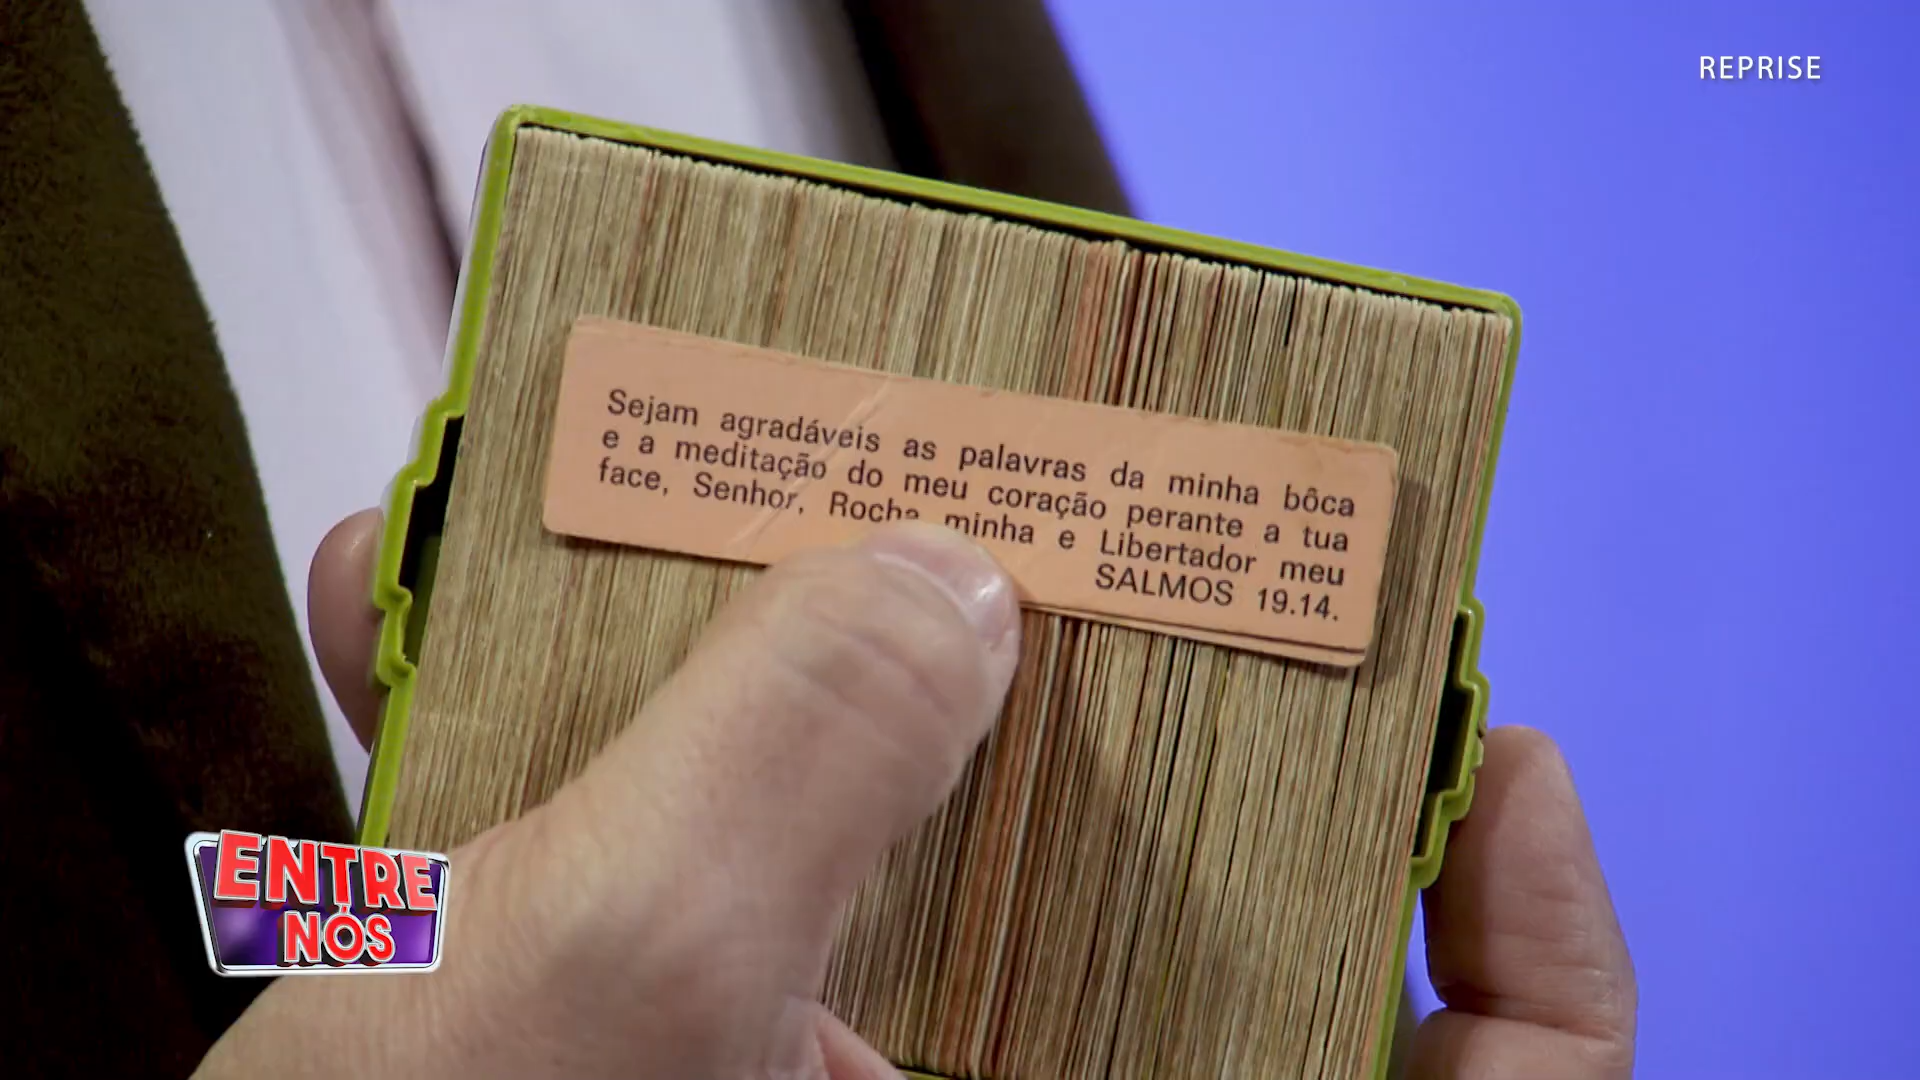 REPRISE
Sejam agradáveis as palavras da minha bôca
e a meditação do meu coração perante a tua
face, Senhor, Rocha minha e Libertador meu
SALMOS 19.14.
ENTRE
NÓS